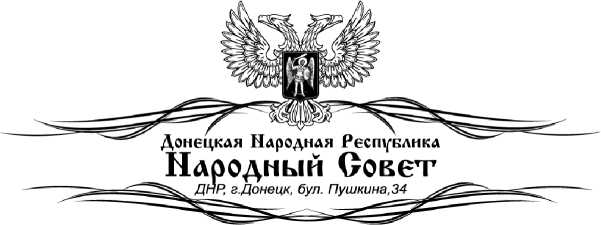 Донецкая Народная Республика
Народный Совет
ДНР, г.Донецк, бул. Пушкина,34